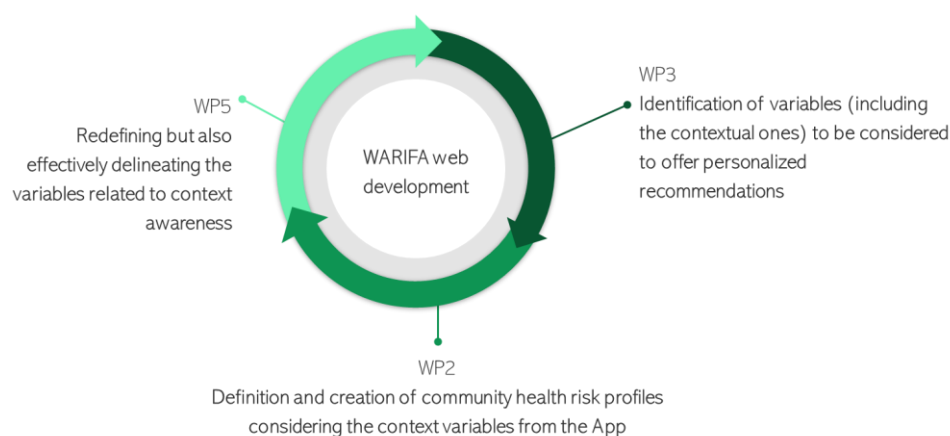 WP5
Redefining but also
effectively delineating the
variables related to context
awareness
WARIFA web
development
WP3
Identification of variables (including
the contextual ones) to be considered
to offer personalized
recommendations
WP2
Definition and creation of community health risk profiles
considering the context variables from the App